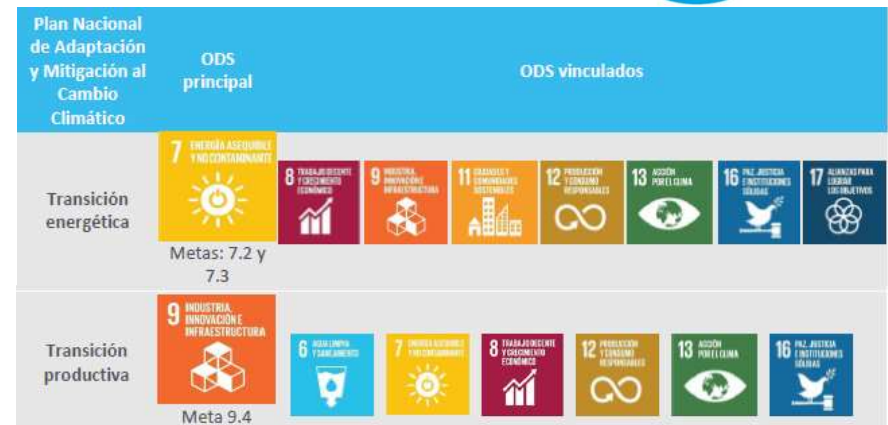 Plan Nacional
de Adaptación
y Mitigación al
Cambio
Climático
ODS
principal
ODS vinculados
Transición
energética
7 ENERGÍA ASEQUIBLE
Y NO CONTAMINANTE
Metas: 7.2 y
7.3
8 TRABAJO DECENTE
Y CRECIMIENTO
ECONÓMICO
9 INDUSTRIA,
INNOVACIÓN E
INFRAESTRUCTURA
11 CIUDADES Y
COMUNIDADES
SOSTENIBLES
12 PRODUCCIÓN
Y CONSUMO
RESPONSABLES
13 ACCIÓN
POR EL CLIMA
16 PAZ, JUSTICIA
E INSTITUCIONES
SÓLIDAS
17 ALIANZAS PARA
LOGRAR
LOS OBJETIVOS
Transición
productiva
9 INDUSTRIA,
INNOVACIÓN E
INFRAESTRUCTURA
Meta 9.4
6 AGUA LIMPIA
Y SANEAMIENTO
7 ENERGÍA ASEQUIBLE
Y NO CONTAMINANTE
8 TRABAJO DECENTE
Y CRECIMIENTO
ECONÓMICO
12 PRODUCCIÓN
Y CONSUMO
RESPONSABLES
13 ACCIÓN
POR EL CLIMA
16 PAZ, JUSTICIA
E INSTITUCIONES
SÓLIDAS